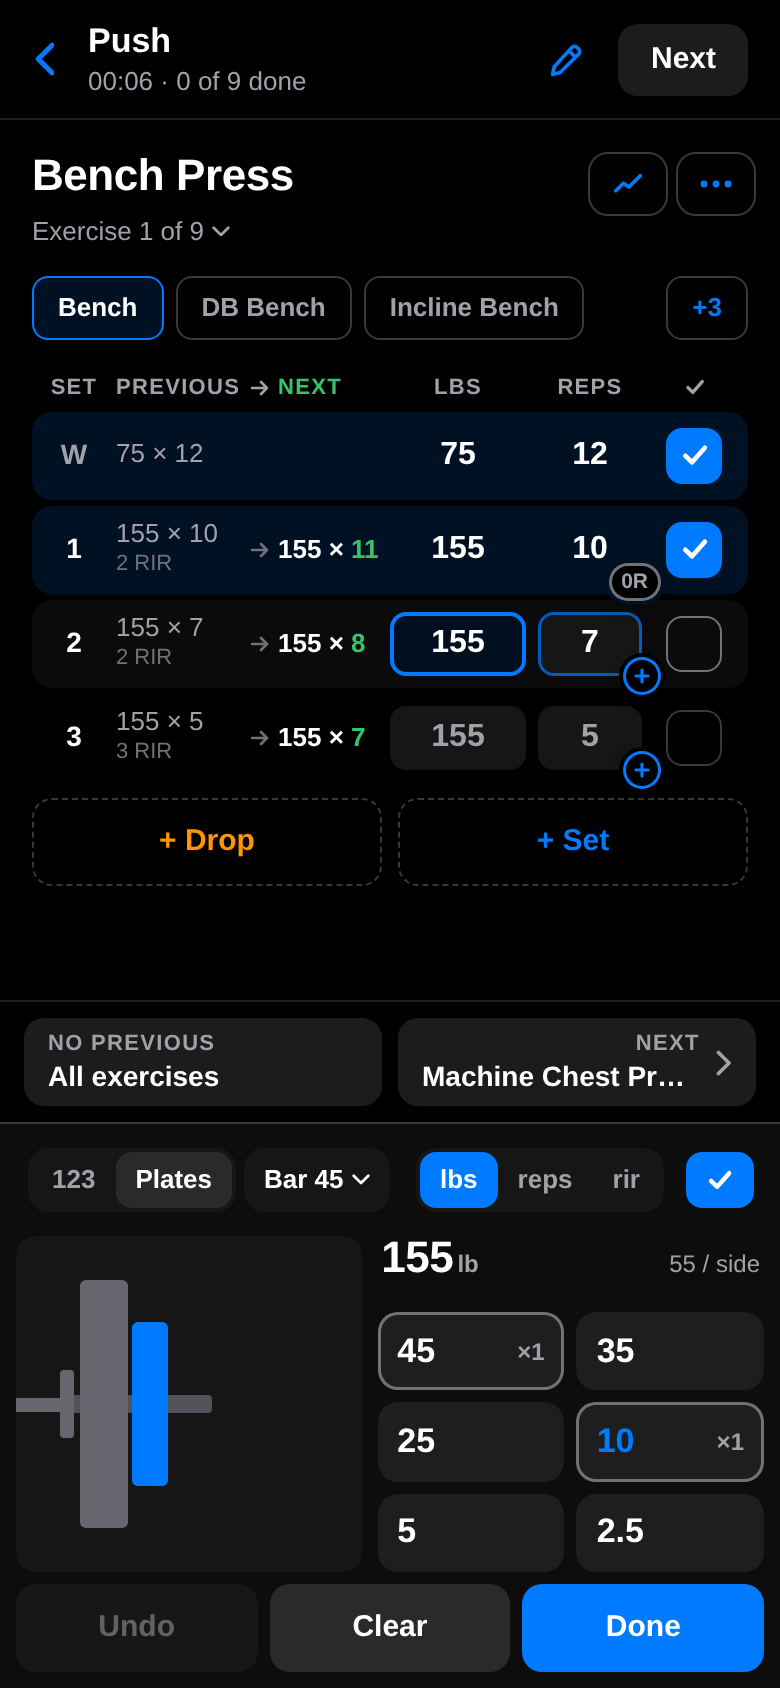 Push
00:06 · 0 of 9 done
Next
Bench Press
Exercise 1 of 9
Bench DB Bench Incline Bench +3
SET PREVIOUS → NEXT LBS REPS ✓
W 75 × 12 75 12
1 155 × 10 → 155 × 11 155 10
2 RIR
0R
2 155 × 7 → 155 × 8 155 7
2 RIR
+
3 155 × 5 → 155 × 7 155 5
3 RIR
+
+ Drop + Set
NO PREVIOUS
All exercises
NEXT
Machine Chest Pr...
123 Plates Bar 45 lbs reps rir
155 lb 55 / side
45 ×1 35
25 10 ×1
5 2.5
Undo Clear Done